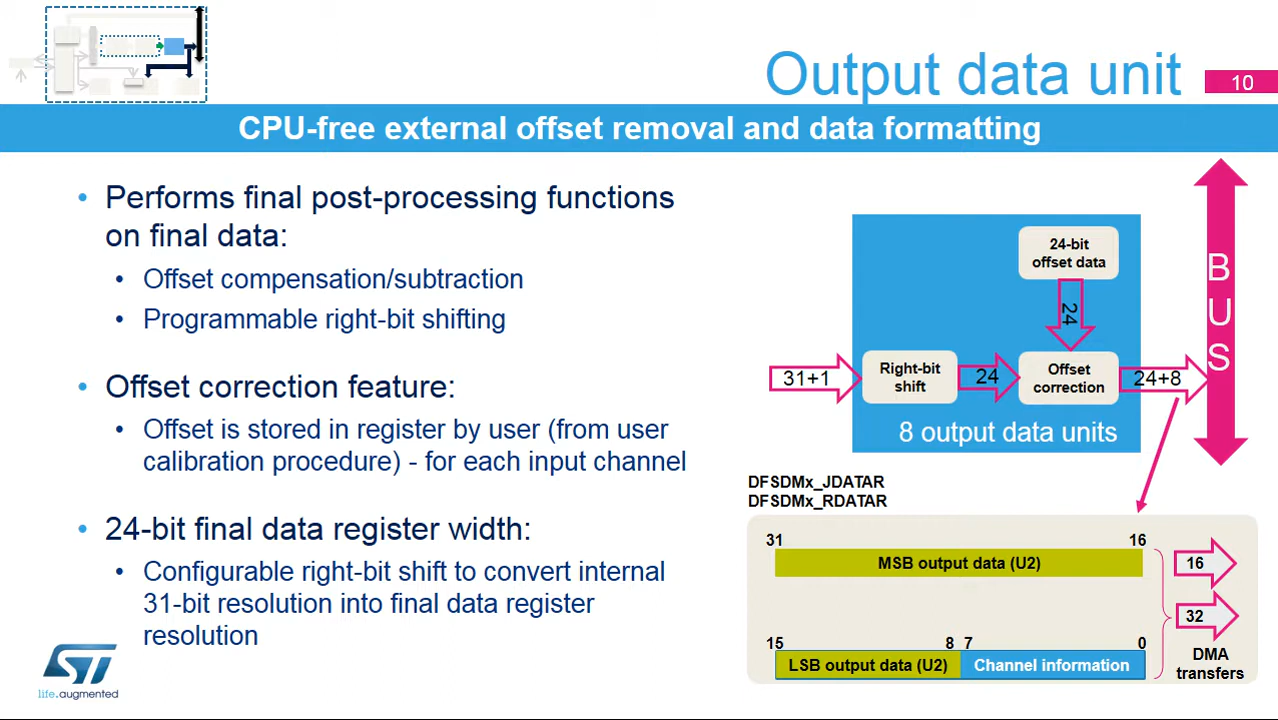 Output data unit
10
CPU-free external offset removal and data formatting
• Performs final post-processing functions
on final data:
• Offset compensation/subtraction
• Programmable right-bit shifting
• Offset correction feature:
• Offset is stored in register by user (from user
calibration procedure) - for each input channel
• 24-bit final data register width:
• Configurable right-bit shift to convert internal
31-bit resolution into final data register
resolution
24-bit
offset data
24
31+1
Right-bit
shift
24
Offset
correction
24+8
8 output data units
BUS
DFSDMx_JDATAR
DFSDMx_RDATAR
31
16
MSB output data (U2)
16
32
15
8
7
0
LSB output data (U2)
Channel information
DMA
transfers
ST
life.augmented